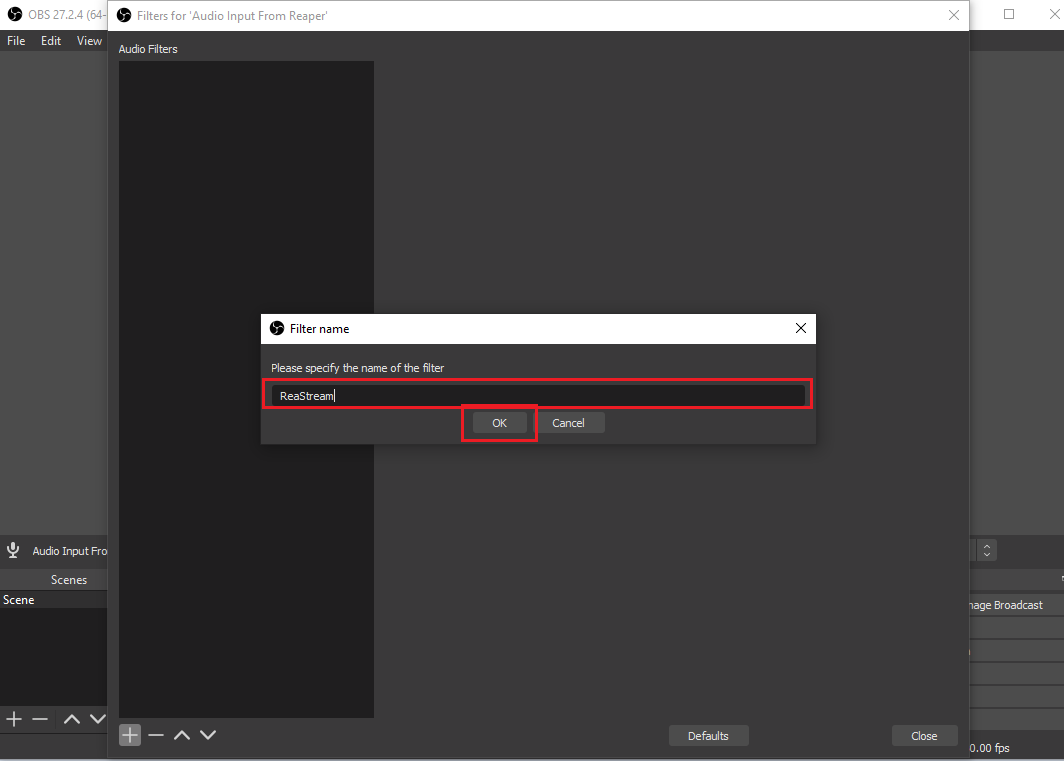 OBS 27.2.4 (64-
Filters for 'Audio Input From Reaper'
File Edit View
Audio Filters
Filter name
Please specify the name of the filter
ReaStream
OK Cancel
Audio Input Fro
Scenes
Scene
Broadcast
Defaults Close
0.00 fps